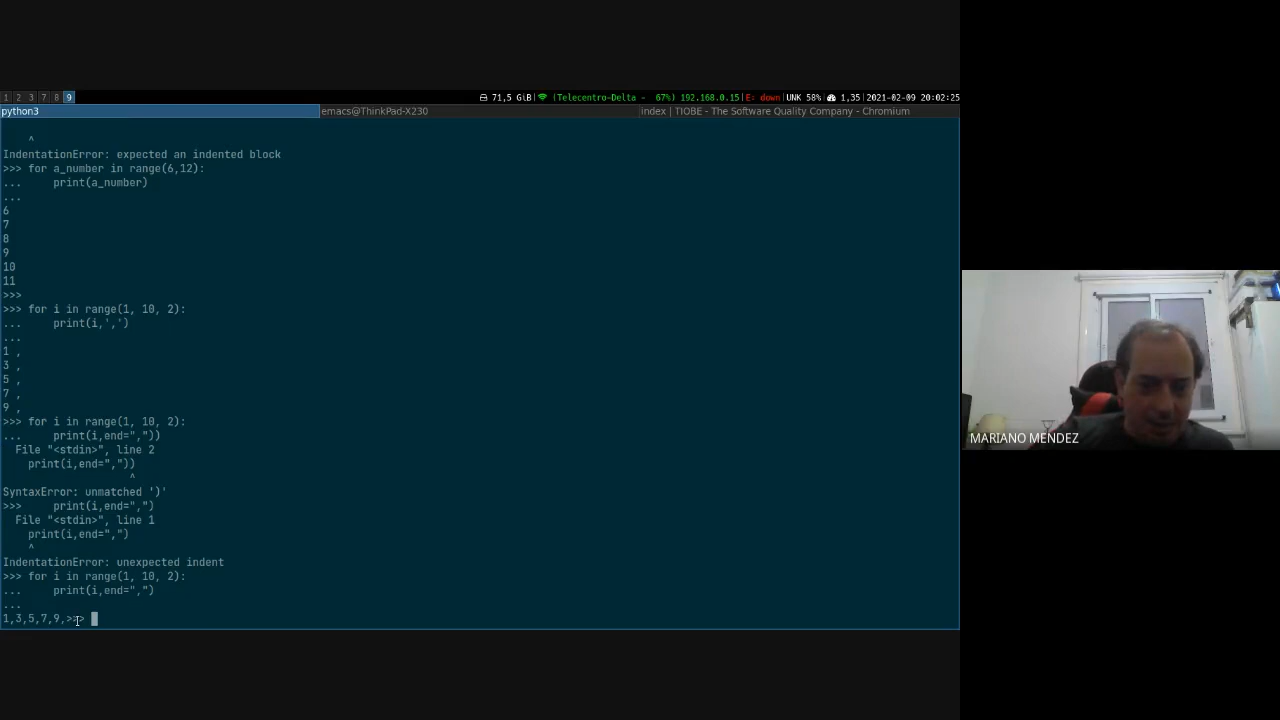 1 2 3 7 8 9
71,5 GiB| (Telecentro-Delta - 67%) 192.168.0.15|E: down|UNK 58%| 1,35|2021-02-09 20:02:25
python3
emacs@ThinkPad-X230
index | TIOBE - The Software Quality Company - Chromium
^
IndentationError: expected an indented block
>>> for a_number in range(6,12):
...     print(a_number)
...
6
7
8
9
10
11
>>>
>>> for i in range(1, 10, 2):
...     print(i,',')
...
1 ,
3 ,
5 ,
7 ,
9 ,
>>> for i in range(1, 10, 2):
...     print(i,end=","))
  File "<stdin>", line 2
    print(i,end=","))
                    ^
SyntaxError: unmatched ')'
>>>     print(i,end=",")
  File "<stdin>", line 1
    print(i,end=",")
    ^
IndentationError: unexpected indent
>>> for i in range(1, 10, 2):
...     print(i,end=",")
...
1,3,5,7,9,>>>
MARIANO MENDEZ